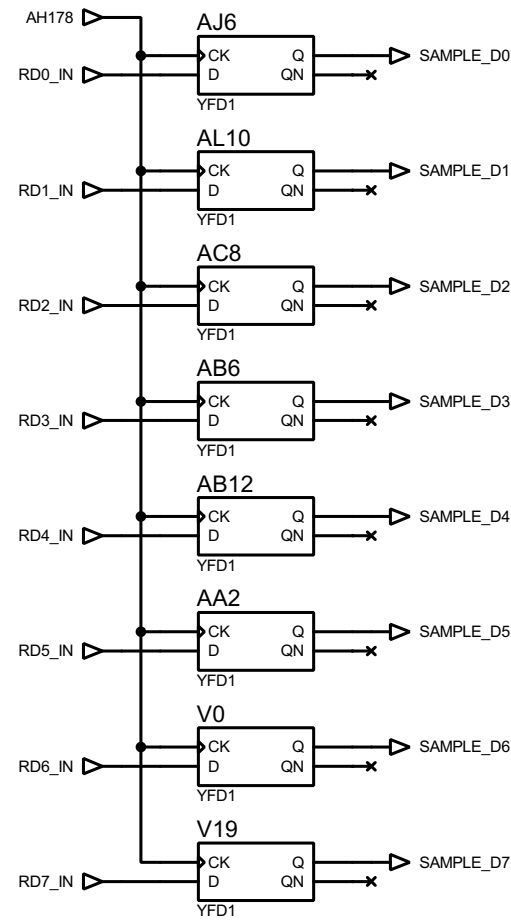 AH178
AJ6
CK Q SAMPLE_D0
RD0_IN D QN
YFD1
AL10
CK Q SAMPLE_D1
RD1_IN D QN
YFD1
AC8
CK Q SAMPLE_D2
RD2_IN D QN
YFD1
AB6
CK Q SAMPLE_D3
RD3_IN D QN
YFD1
AB12
CK Q SAMPLE_D4
RD4_IN D QN
YFD1
AA2
CK Q SAMPLE_D5
RD5_IN D QN
YFD1
V0
CK Q SAMPLE_D6
RD6_IN D QN
YFD1
V19
CK Q SAMPLE_D7
RD7_IN D QN
YFD1